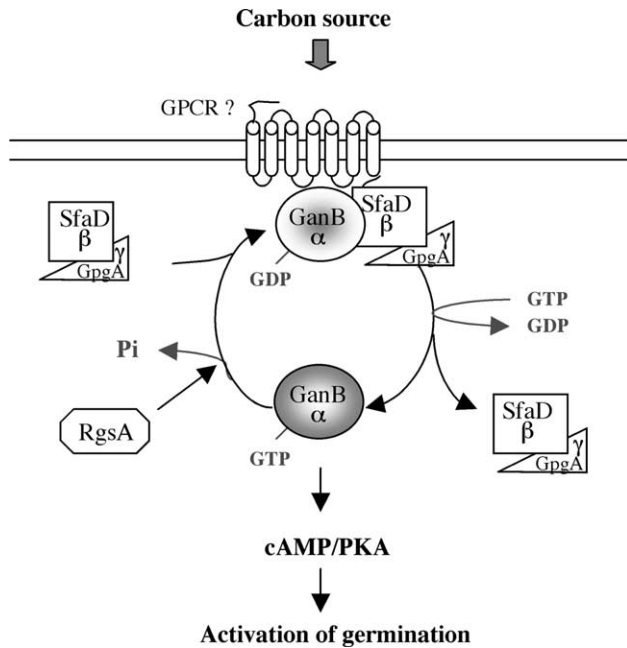 Carbon source
GPCR ?
SfaD
β
γ
GpgA
GanB
α
GDP
SfaD
β
γ
GpgA
GTP
GDP
Pi
RgsA
GanB
α
GTP
SfaD
β
γ
GpgA
cAMP/PKA
Activation of germination